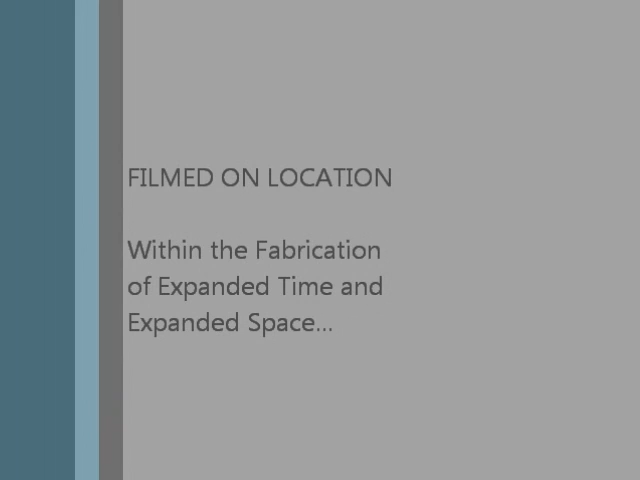 FILMED ON LOCATION
Within the Fabrication
of Expanded Time and
Expanded Space...